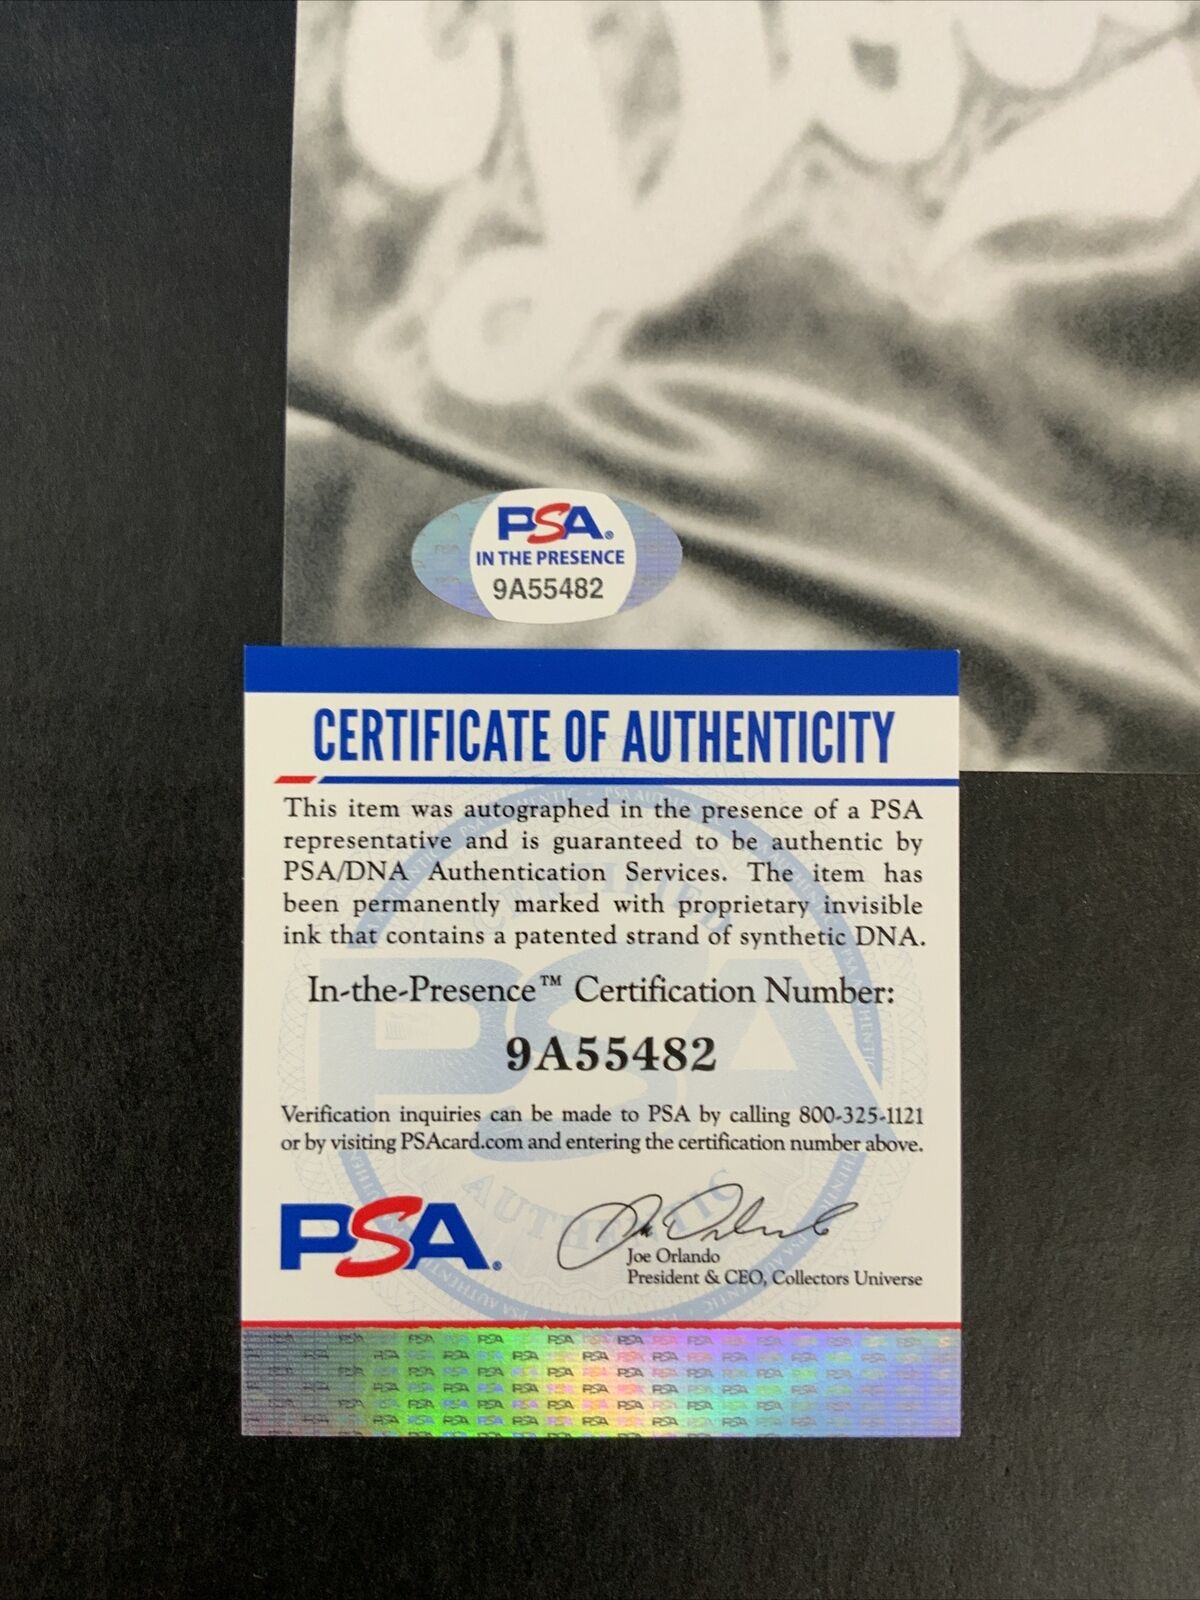 PSA®
IN THE PRESENCE
9A55482
CERTIFICATE OF AUTHENTICITY
This item was autographed in the presence of a PSA
representative and is guaranteed to be authentic by
PSA/DNA Authentication Services. The item has
been permanently marked with proprietary invisible
ink that contains a patented strand of synthetic DNA.
In-the-Presence™ Certification Number:
9A55482
Verification inquiries can be made to PSA by calling 800-325-1121
or by visiting PSAcard.com and entering the certification number above.
PSA®
Joe Orlando
President & CEO, Collectors Universe